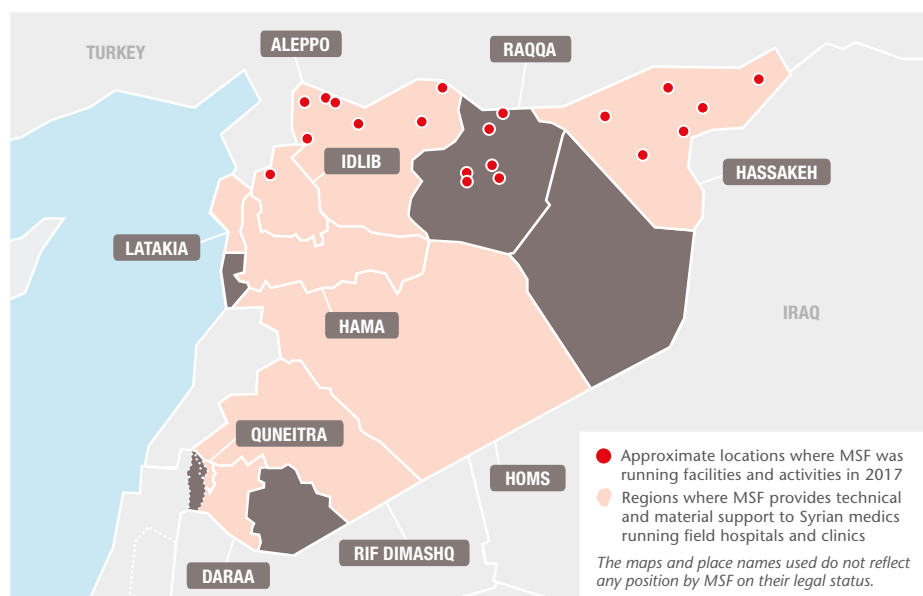 TURKEY
ALEPPO
RAQQA
IDLIB
HASSAKEH
LATAKIA
IRAQ
HAMA
QUNEITRA
HOMS
RIF DIMASHQ
DARAA
Approximate locations where MSF was
running facilities and activities in 2017
Regions where MSF provides technical
and material support to Syrian medics
running field hospitals and clinics
The maps and place names used do not reflect
any position by MSF on their legal status.